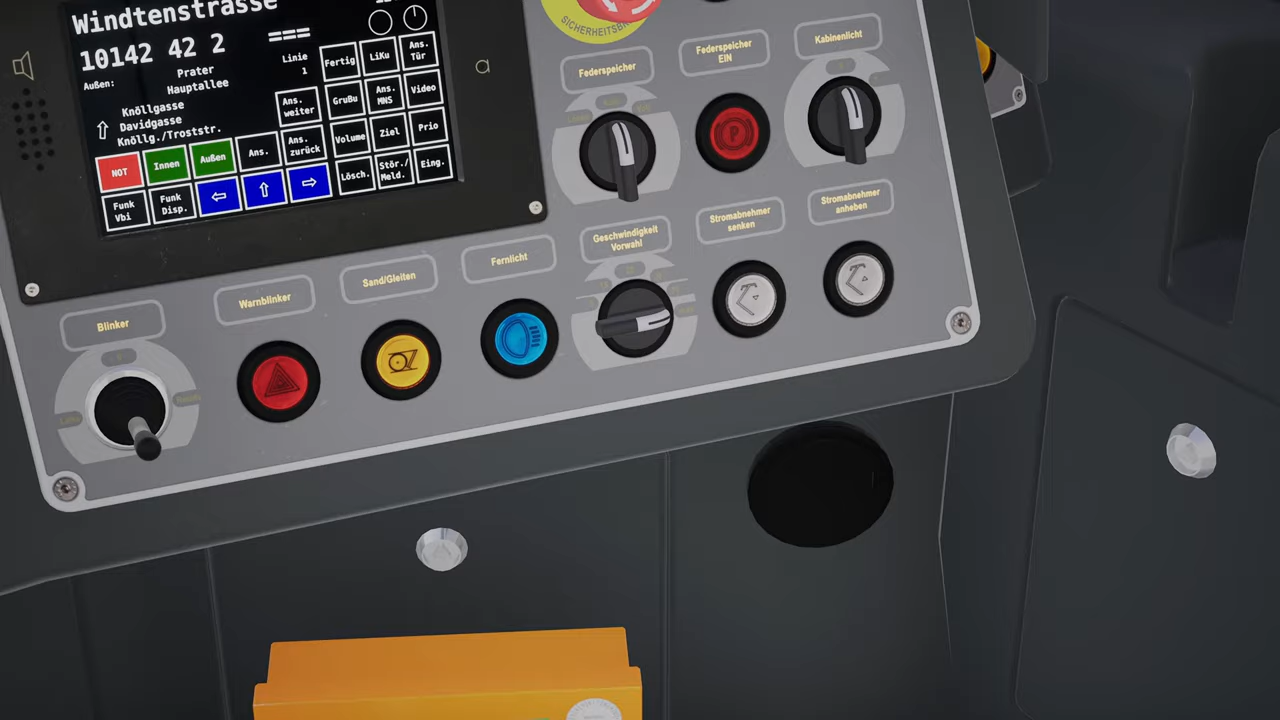 Windtenstrasse
10142 42 2
===
Außen:
Prater
Hauptallee
Linie
1
Knöllgasse
Davidgasse
Knöllg./Troststr.
Fertig
LiKu
Ans.
Tür
Ans.
weiter
GruBu
Ans.
MNS
Video
NOT
Innen
Außen
Ans.
Ans.
zurück
Volume
Ziel
Prio
Funk
Vbi
Funk
Disp.
Lösch.
Stör./
Meld.
Eing.
SICHERHEITSBR
Federspeicher
Federspeicher
EIN
Kabinenlicht
Geschwindigkeit
Vorwahl
Stromabnehmer
senken
Stromabnehmer
anheben
Blinker
Warnblinker
Sand/Gleiten
Fernlicht
0
P